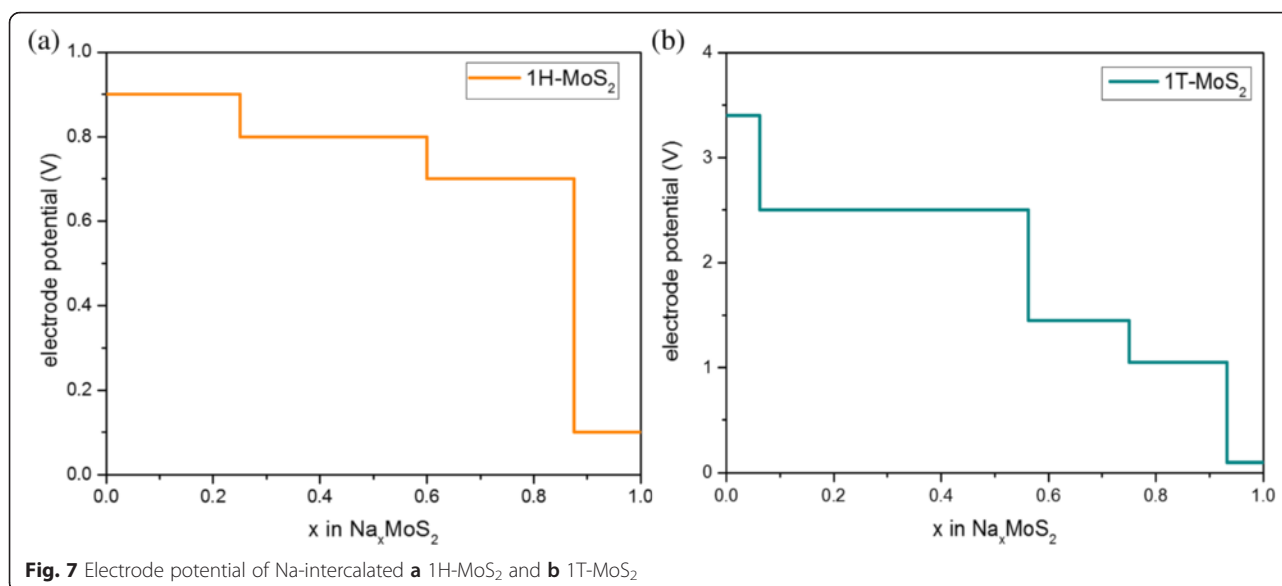 (a)
1.0
0.8
0.6
0.4
0.2
0.0
electrode potential (V)
1H-MoS₂
0.0 0.2 0.4 0.6 0.8 1.0
x in NaₓMoS₂
(b)
4
3
2
1
0
electrode potential (V)
1T-MoS₂
0.0 0.2 0.4 0.6 0.8 1.0
x in NaₓMoS₂
Fig. 7 Electrode potential of Na-intercalated a 1H-MoS₂ and b 1T-MoS₂